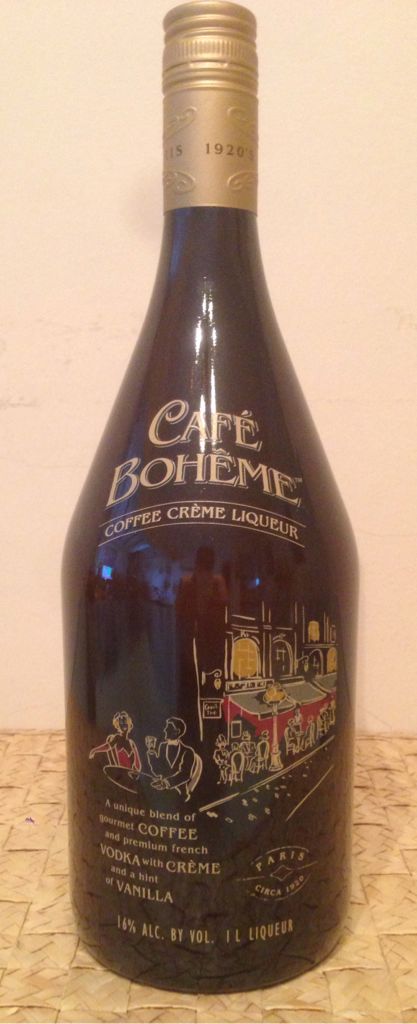 1920's
CAFÉ
BOHÊME™
COFFEE CRÈME LIQUEUR
A unique blend of
gourmet COFFEE
and premium french
VODKA with CRÈME
and a hint
of VANILLA
PARIS
CIRCA 1920
16% ALC. BY VOL. 1 L LIQUEUR